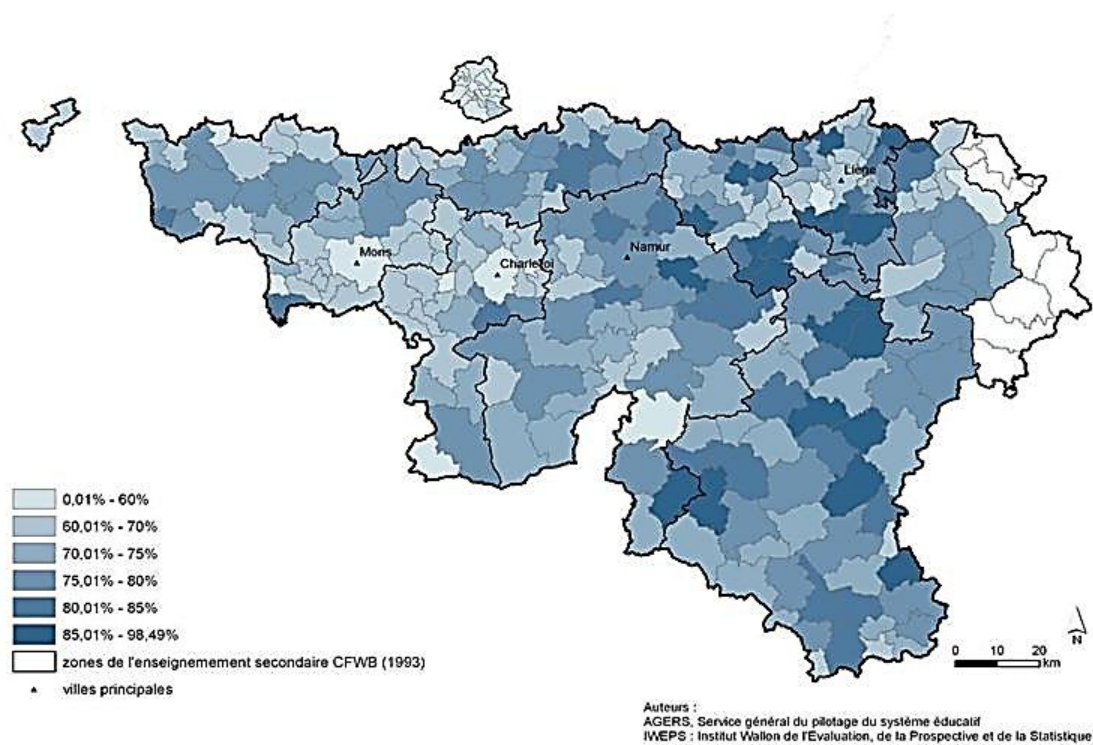 Liège
Mons
Namur
Charleroi
0,01% - 60%
60,01% - 70%
70,01% - 75%
75,01% - 80%
80,01% - 85%
85,01% - 98,49%
zones de l'enseignemement secondaire CFWB (1993)
villes principales
N
0 10 20
km
Auteurs :
AGERS, Service général du pilotage du système éducatif
IWEPS : Institut Wallon de l'Évaluation, de la Prospective et de la Statistique